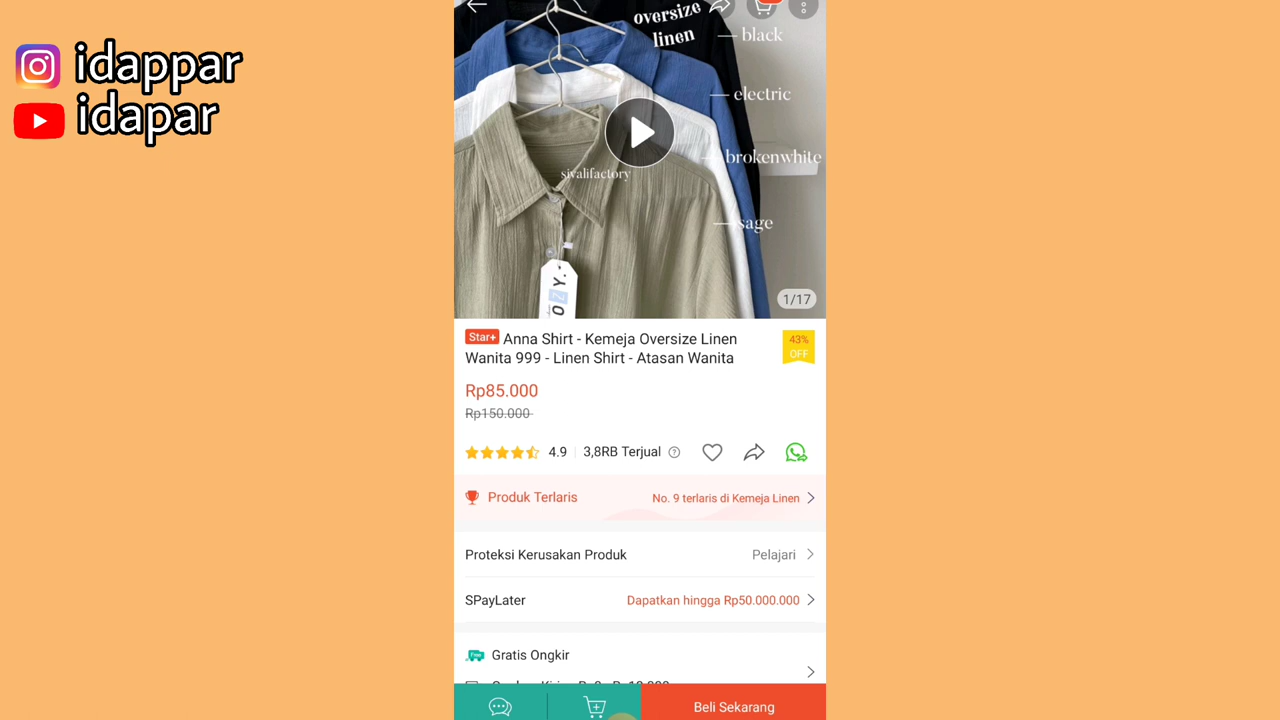 idappar
idapar
oversize
linen
black
electric
brokenwhite
sivalifactory
sage
1/17
Star+ Anna Shirt - Kemeja Oversize Linen
Wanita 999 - Linen Shirt - Atasan Wanita
43%
OFF
Rp85.000
Rp150.000
4.9
3,8RB Terjual
Produk Terlaris
No. 9 terlaris di Kemeja Linen
Proteksi Kerusakan Produk
Pelajari
SPayLater
Dapatkan hingga Rp50.000.000
Gratis Ongkir
Beli Sekarang